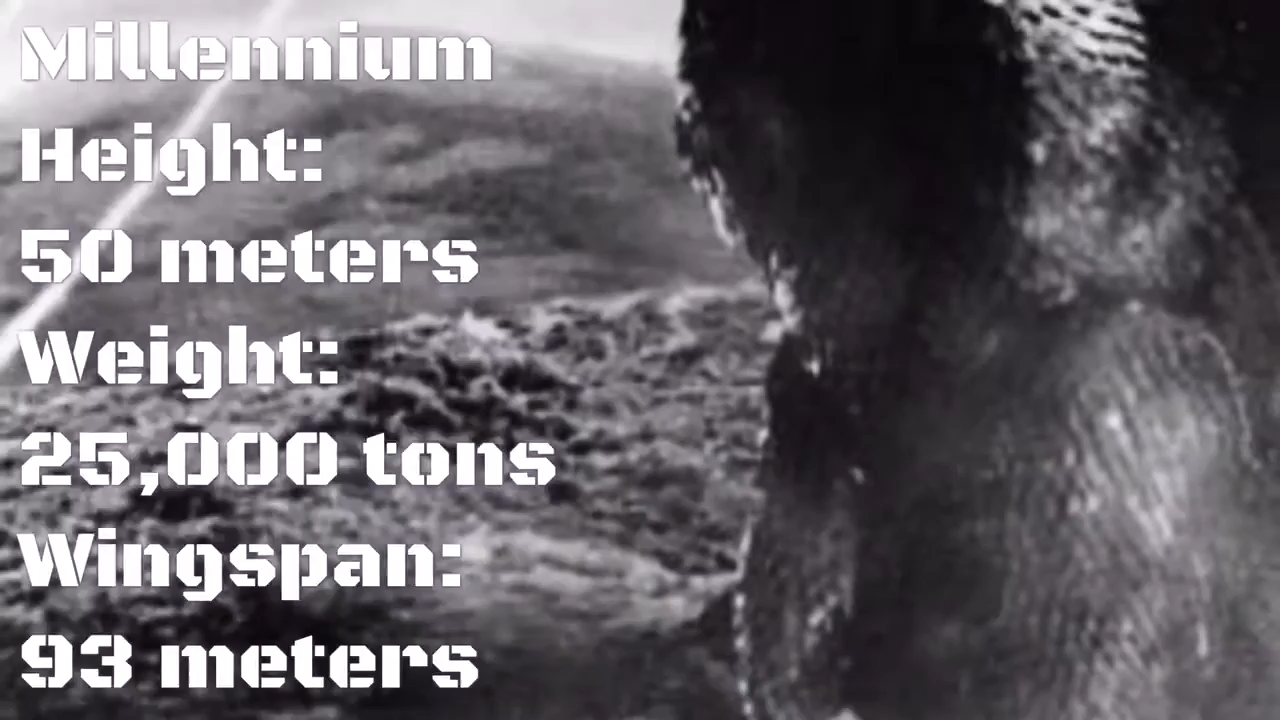 Millennium
Height:
50 meters
Weight:
25,000 tons
Wingspan:
93 meters